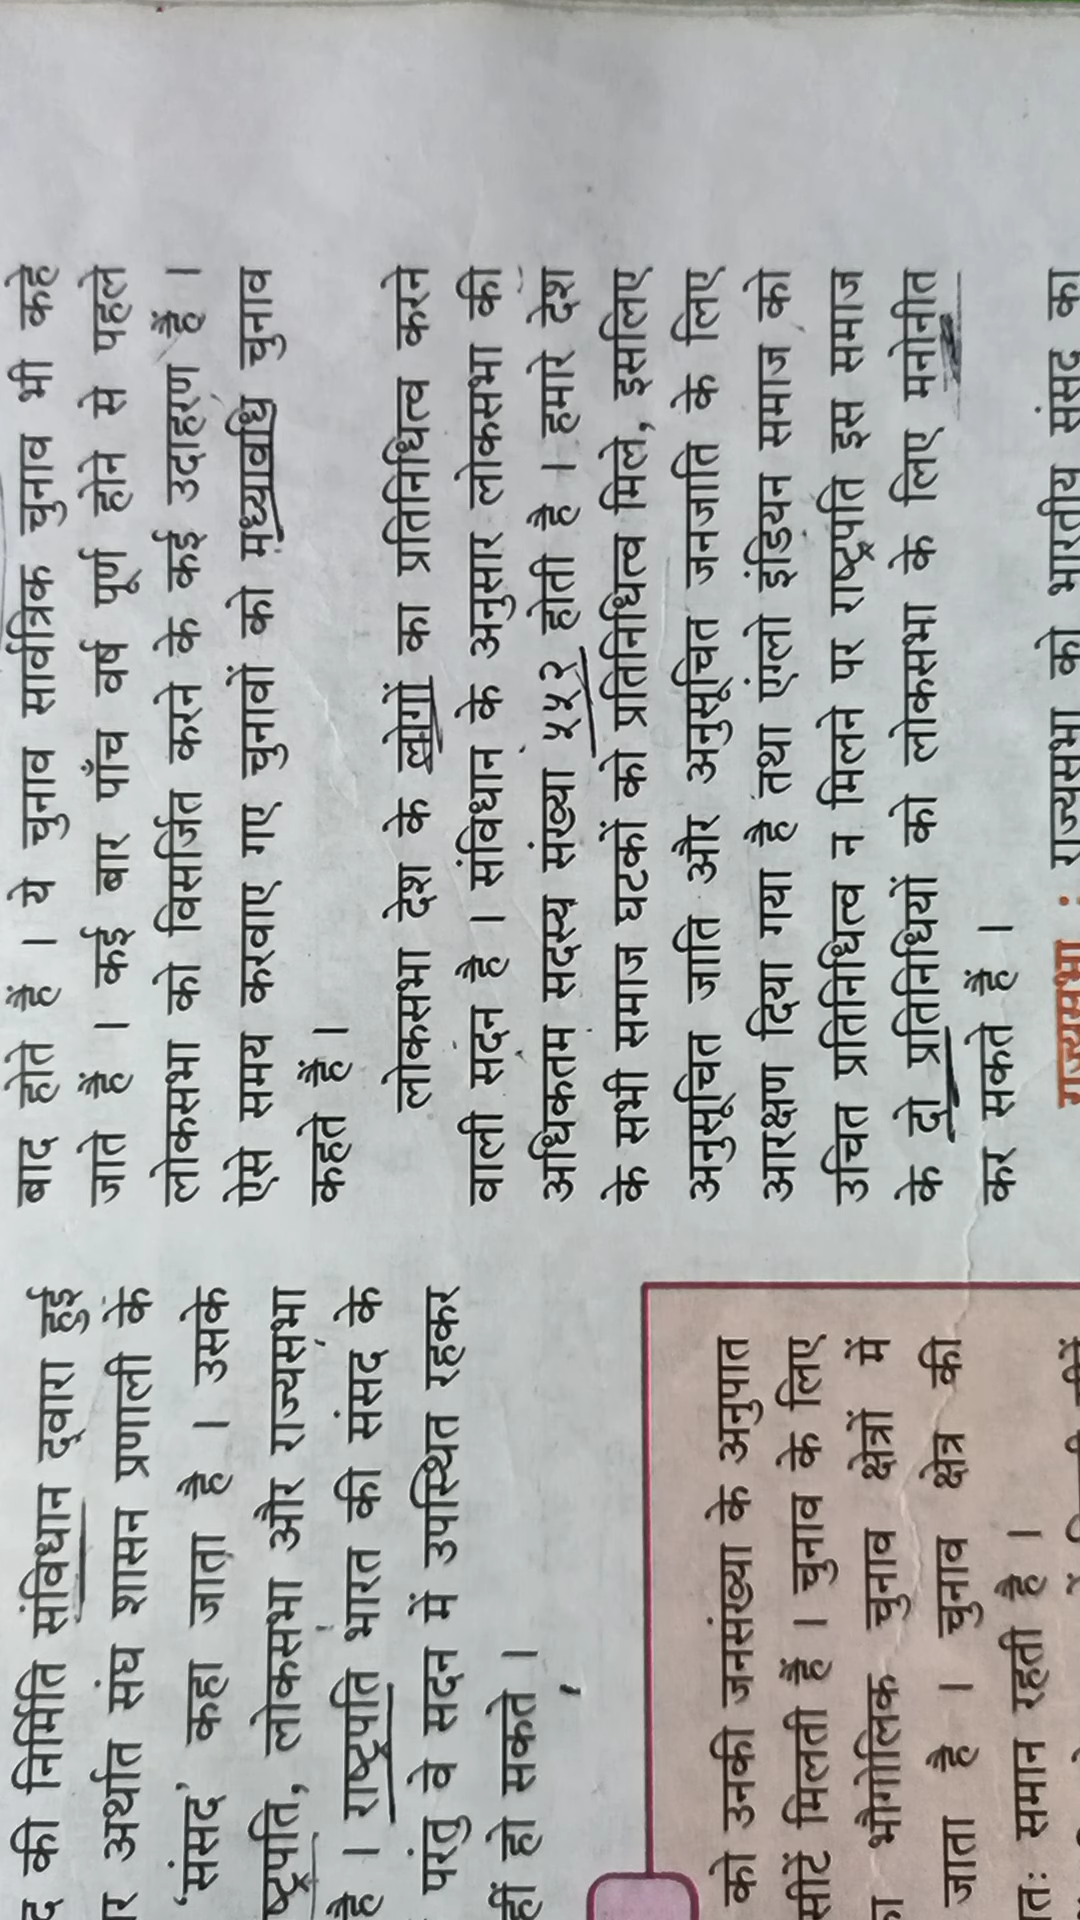 की निर्मिति संविधान द्वारा हुई
अर्थात संघ शासन प्रणाली के
‘संसद’ कहा जाता है । उसके
लोकसभा और राज्यसभा
है । राष्ट्रपति भारत की संसद के
परंतु वे सदन में उपस्थित रहकर
हो सकते ।
को उनकी जनसंख्या के अनुपात
सीटें मिलती हैं । चुनाव के लिए
भौगोलिक चुनाव क्षेत्रों में
जाता है । चुनाव क्षेत्र की
समान रहती है ।
बाद होते हैं । ये चुनाव सार्वत्रिक चुनाव भी कहे
जाते हैं । कई बार पाँच वर्ष पूर्ण होने से पहले
लोकसभा को विसर्जित करने के कई उदाहरण हैं ।
ऐसे समय करवाए गए चुनावों को मध्यावधि चुनाव
कहते हैं ।
लोकसभा देश के लोगों का प्रतिनिधित्व करने
वाली सदन है । संविधान के अनुसार लोकसभा की
अधिकतम सदस्य संख्या ५५२ होती है । हमारे देश
के सभी समाज घटकों को प्रतिनिधित्व मिले, इसलिए
अनुसूचित जाति और अनुसूचित जनजाति के लिए
आरक्षण दिया गया है तथा एंग्लो इंडियन समाज को
उचित प्रतिनिधित्व न मिलने पर राष्ट्रपति इस समाज
के दो प्रतिनिधियों को लोकसभा के लिए मनोनीत
कर सकते हैं ।
राज्यसभा : राज्यसभा को भारतीय संसद का